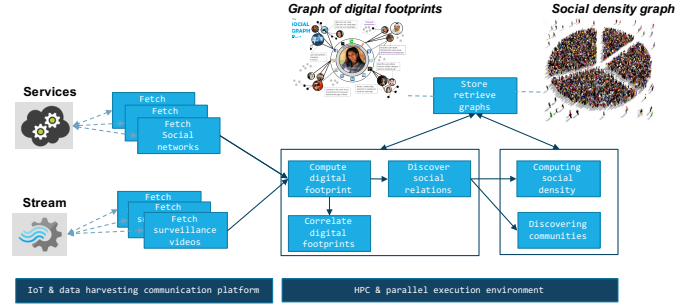 Graph of digital footprints
Social density graph
SOCIAL
GRAPH
Store
retrieve
graphs
Services
Fetch
Fetch
Fetch
Social
networks
Compute
digital
footprint
Discover
social
relations
Computing
social
density
Stream
Fetch
Fetch
surveillance
videos
Correlate
digital
footprints
Discovering
communities
IoT & data harvesting communication platform
HPC & parallel execution environment